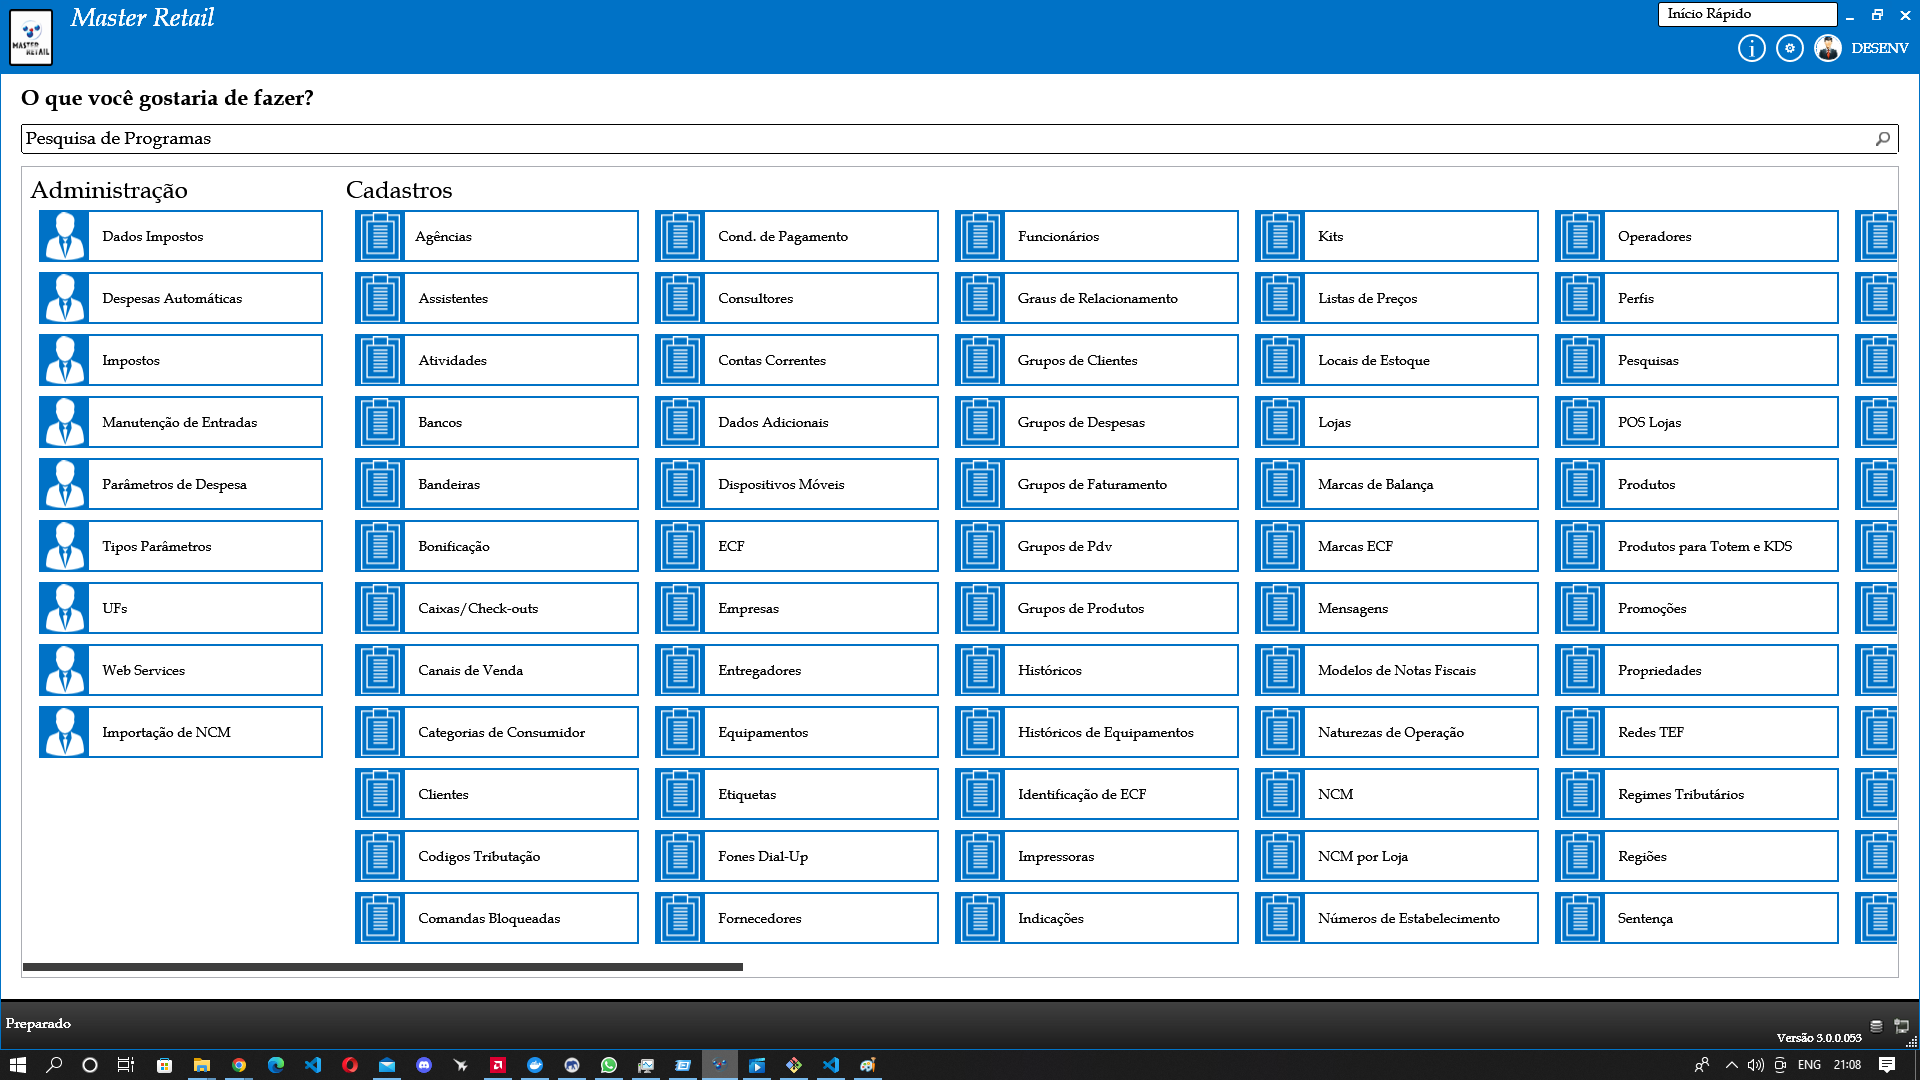 Master Retail
Início Rápido
MASTER
RETAIL
DESENV
O que você gostaria de fazer?
Pesquisa de Programas
Administração
Dados Impostos
Despesas Automáticas
Impostos
Manutenção de Entradas
Parâmetros de Despesa
Tipos Parâmetros
UFs
Web Services
Importação de NCM
Cadastros
Agências
Assistentes
Atividades
Bancos
Bandeiras
Bonificação
Caixas/Check-outs
Canais de Venda
Categorias de Consumidor
Clientes
Codigos Tributação
Comandas Bloqueadas
Cond. de Pagamento
Consultores
Contas Correntes
Dados Adicionais
Dispositivos Móveis
ECF
Empresas
Entregadores
Equipamentos
Etiquetas
Fones Dial-Up
Fornecedores
Funcionários
Graus de Relacionamento
Grupos de Clientes
Grupos de Despesas
Grupos de Faturamento
Grupos de Pdv
Grupos de Produtos
Históricos
Históricos de Equipamentos
Identificação de ECF
Impressoras
Indicações
Kits
Listas de Preços
Locais de Estoque
Lojas
Marcas de Balança
Marcas ECF
Mensagens
Modelos de Notas Fiscais
Naturezas de Operação
NCM
NCM por Loja
Números de Estabelecimento
Operadores
Perfis
Pesquisas
POS Lojas
Produtos
Produtos para Totem e KDS
Promoções
Propriedades
Redes TEF
Regimes Tributários
Regiões
Sentença
Preparado
Versão 3.0.0.053
ENG
21:08